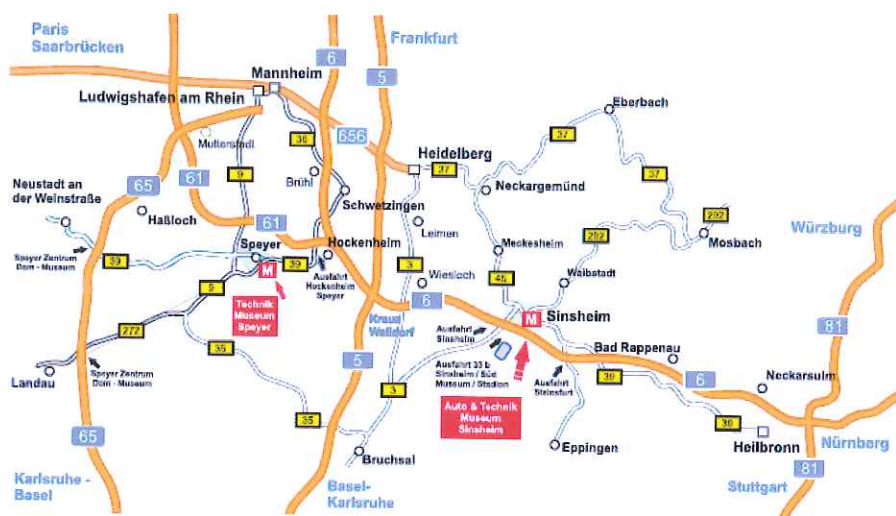 Paris
Saarbrücken
Frankfurt
6
5
61
Mannheim
Ludwigshafen am Rhein
Mutterstadt
36
656
Eberbach
37
Heidelberg
37
37
9
65
61
Brühl
Neckargemünd
Neustadt an
der Weinstraße
Haßloch
Schwetzingen
61
Leimen
292
Mosbach
Würzburg
Speyer
Hockenheim
Meckesheim
292
Speyer Zentrum
Dom - Museum
39
M
39
Ausfahrt
Hockenheim
Speyer
3
Wiesloch
45
Waibstadt
9
Technik
Museum
Speyer
6
Walldorf
M
Sinsheim
Ausfahrt
Sinsheim
81
272
35
5
Bad Rappenau
Landau
Speyer Zentrum
Dom - Museum
Ausfahrt 33 b
Sinsheim / Süd
Museum / Stadion
Ausfahrt
Steinsfurt
39
6
Neckarsulm
3
Auto & Technik
Museum
Sinsheim
65
35
39
Heilbronn
Nürnberg
Bruchsal
Eppingen
81
Karlsruhe -
Basel
Basel-
Karlsruhe
Stuttgart